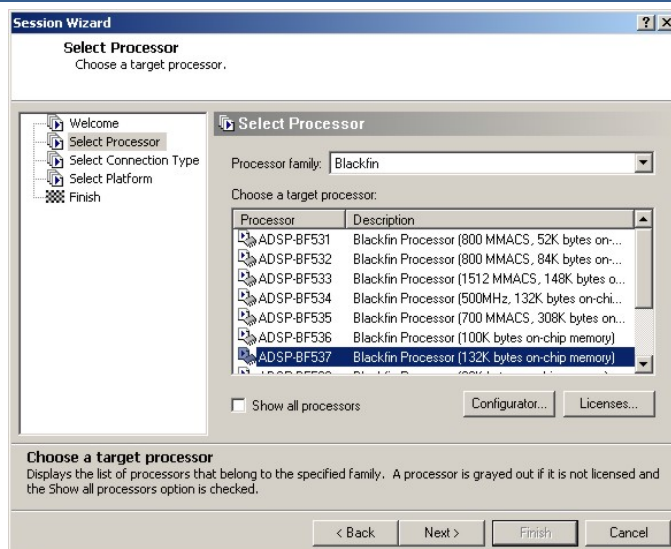 Session Wizard
Select Processor
Choose a target processor.
Welcome
Select Processor
Select Connection Type
Select Platform
Finish
Select Processor
Processor family: Blackfin
Choose a target processor:
Processor Description
ADSP-BF531 Blackfin Processor (800 MMACS, 52K bytes on-...
ADSP-BF532 Blackfin Processor (800 MMACS, 84K bytes on-...
ADSP-BF533 Blackfin Processor (1512 MMACS, 148K bytes o...
ADSP-BF534 Blackfin Processor (500MHz, 132K bytes on-chi...
ADSP-BF535 Blackfin Processor (700 MMACS, 308K bytes on...
ADSP-BF536 Blackfin Processor (100K bytes on-chip memory)
ADSP-BF537 Blackfin Processor (132K bytes on-chip memory)
Show all processors
Configurator...
Licenses...
Choose a target processor
Displays the list of processors that belong to the specified family. A processor is grayed out if it is not licensed and
the Show all processors option is checked.
< Back
Next >
Finish
Cancel